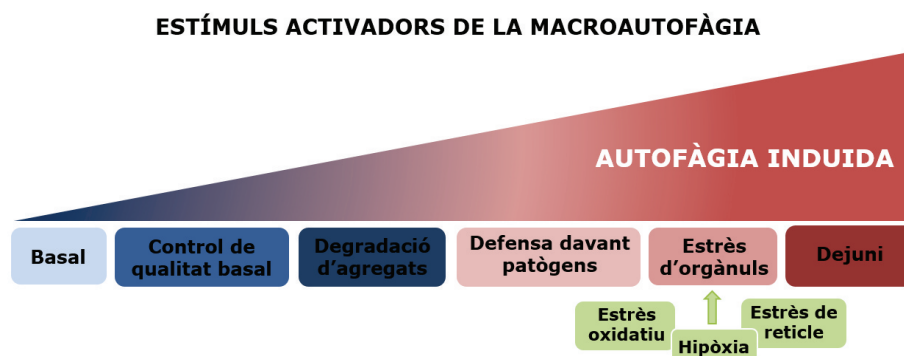 ESTÍMULS ACTIVADORS DE LA MACROAUTOFÀGIA
AUTOFÀGIA INDUIDA
Basal
Control de
qualitat basal
Degradació
d'agregats
Defensa davant
patògens
Estrès
d'orgànuls
Dejuni
Estrès
oxidatiu
Hipòxia
Estrès de
reticle